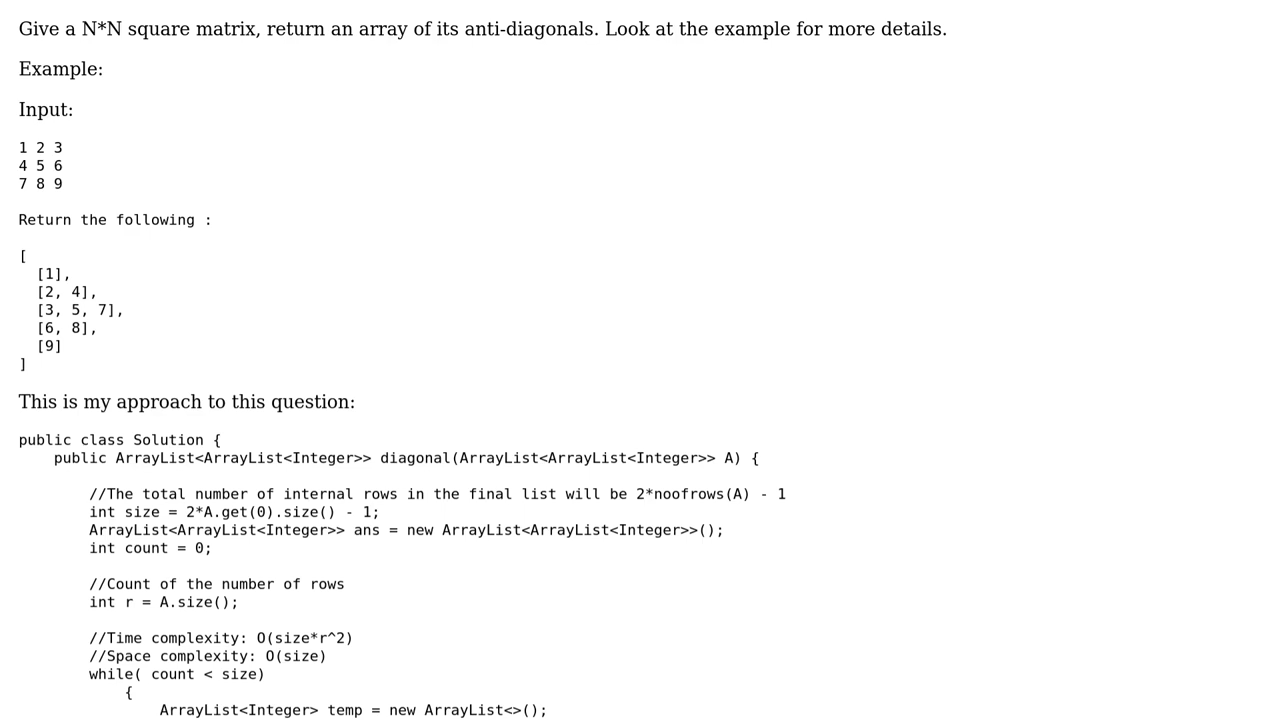 Give a N*N square matrix, return an array of its anti-diagonals. Look at the example for more details.
Example:
Input:
1 2 3
4 5 6
7 8 9
Return the following :
[
  [1],
  [2, 4],
  [3, 5, 7],
  [6, 8],
  [9]
]
This is my approach to this question:
public class Solution {
    public ArrayList<ArrayList<Integer>> diagonal(ArrayList<ArrayList<Integer>> A) {
        //The total number of internal rows in the final list will be 2*noofrows(A) - 1
        int size = 2*A.get(0).size() - 1;
        ArrayList<ArrayList<Integer>> ans = new ArrayList<ArrayList<Integer>>();
        int count = 0;
        //Count of the number of rows
        int r = A.size();
        //Time complexity: O(size*r^2)
        //Space complexity: O(size)
        while( count < size)
            {
                ArrayList<Integer> temp = new ArrayList<>();